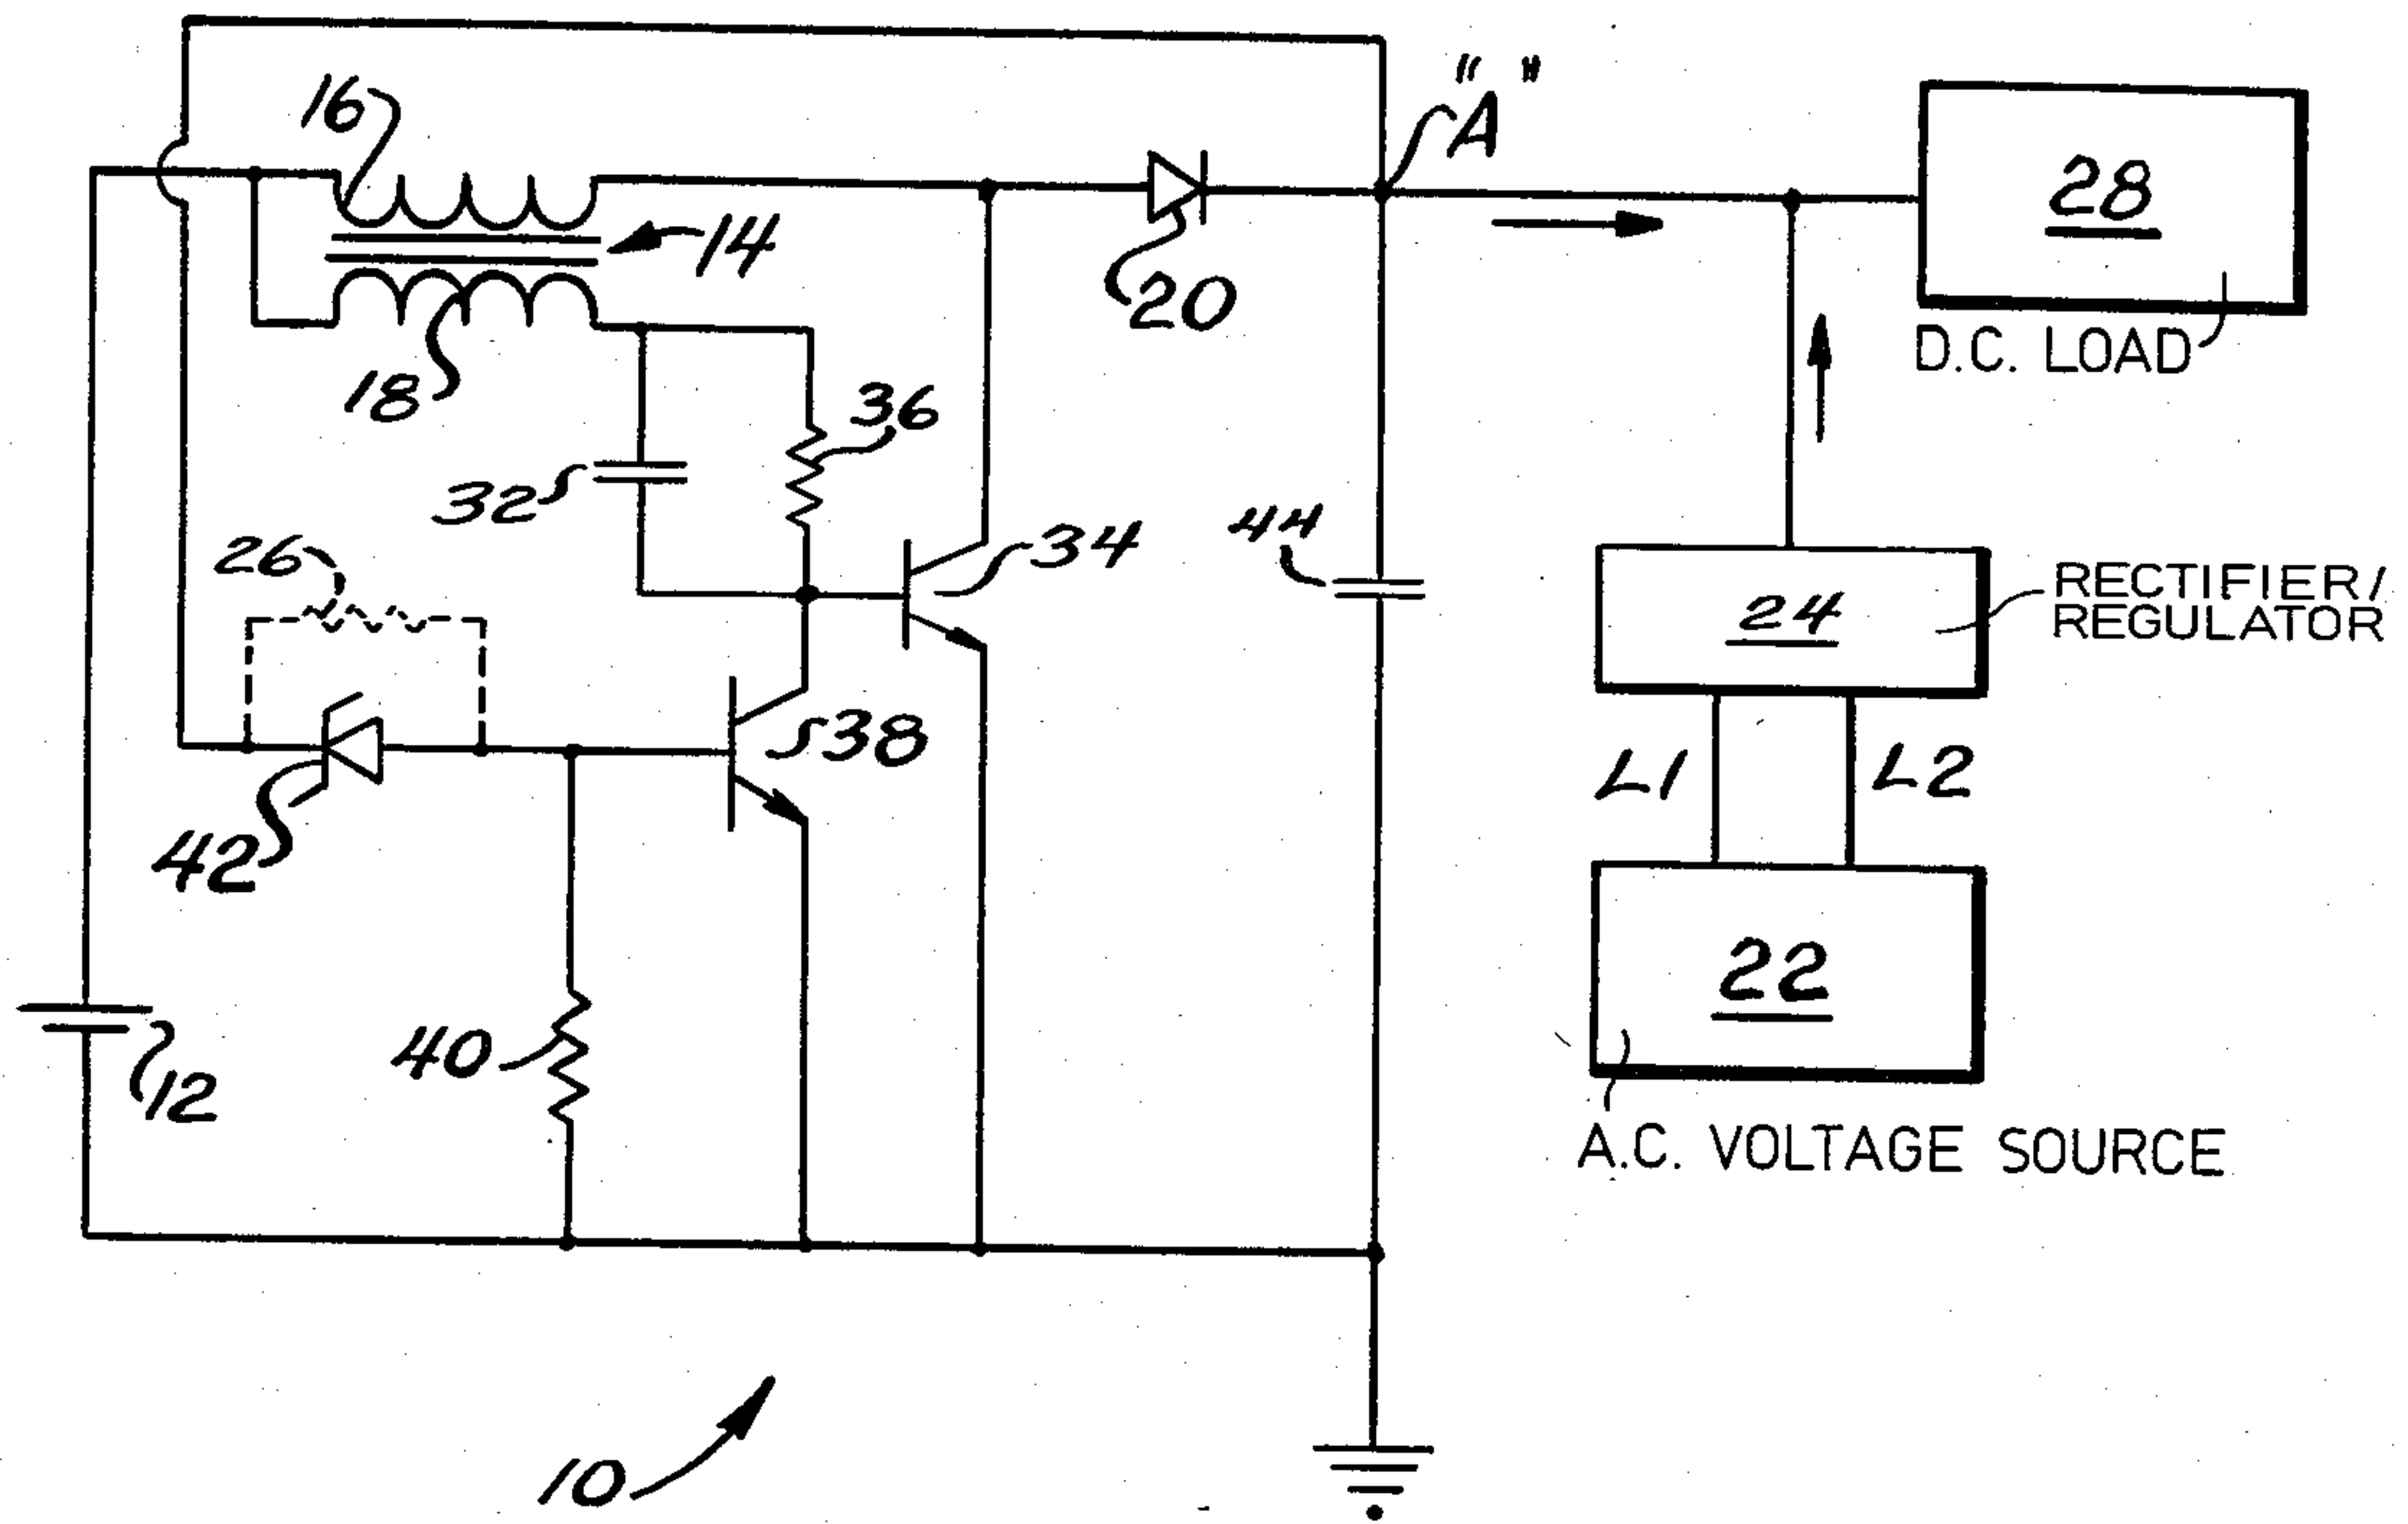 "A"
16
14
28
20
D.C. LOAD
18
36
32
34
44
26
24
RECTIFIER/
REGULATOR
38
L1
L2
42
22
40
12
A.C. VOLTAGE SOURCE
10